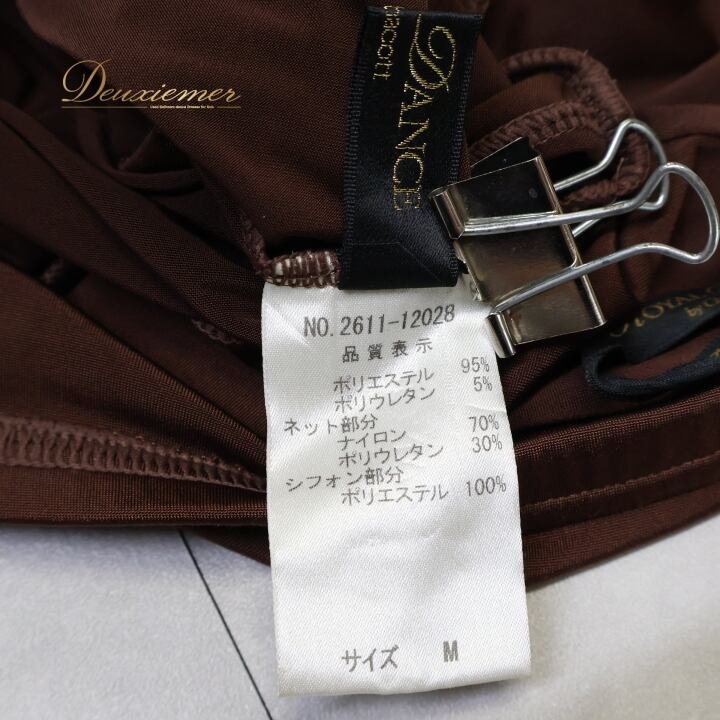 Deuxiemer
DANCE
NO.2611-12028
品質表示
ポリエステル 95%
ポリウレタン 5%
ネット部分
ナイロン 70%
ポリウレタン 30%
シフォン部分
ポリエステル 100%
サイズ M